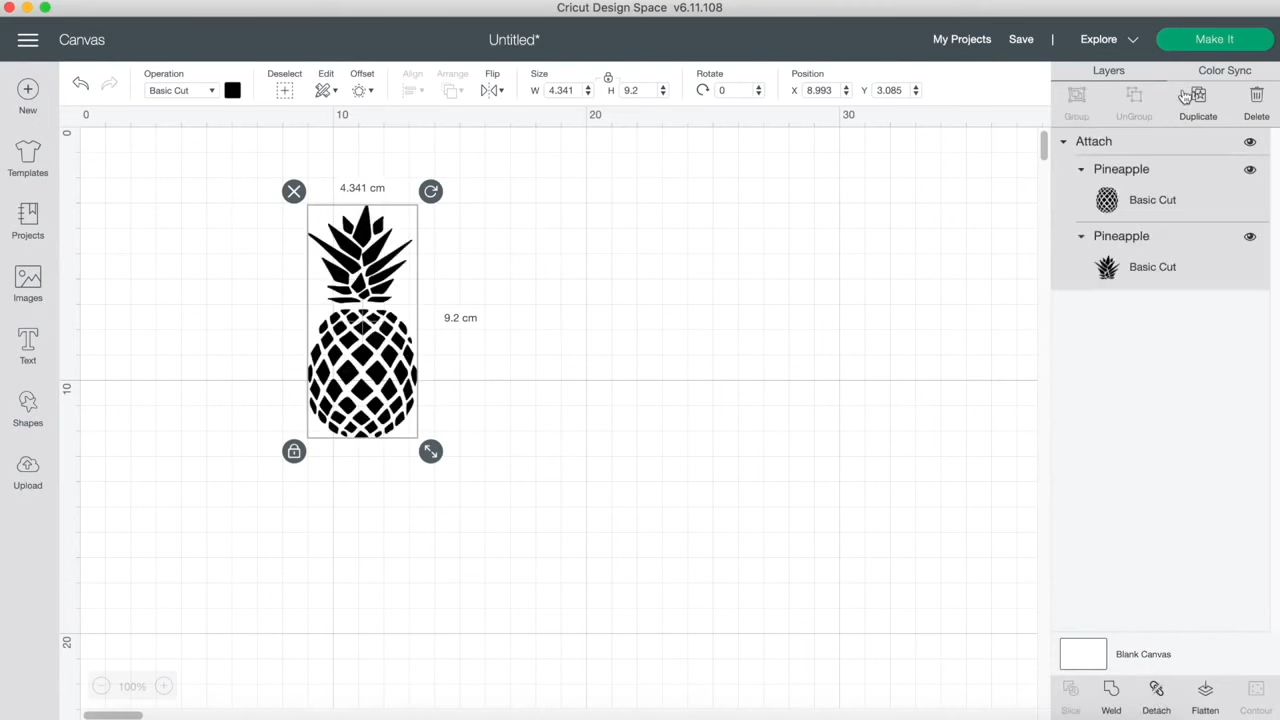 Cricut Design Space v6.11.108
Canvas
Untitled*
My Projects
Save
|
Explore
Make It
New
Templates
Projects
Images
Text
Shapes
Upload
Operation
Basic Cut
Deselect
Edit
Offset
Align
Arrange
Flip
Size
W 4.341
H 9.2
Rotate
0
Position
X 8.993
Y 3.085
0
10
20
30
0
10
20
4.341 cm
9.2 cm
100%
Layers
Color Sync
Group
UnGroup
Duplicate
Delete
Attach
Pineapple
Basic Cut
Pineapple
Basic Cut
Blank Canvas
Slice
Weld
Detach
Flatten
Contour